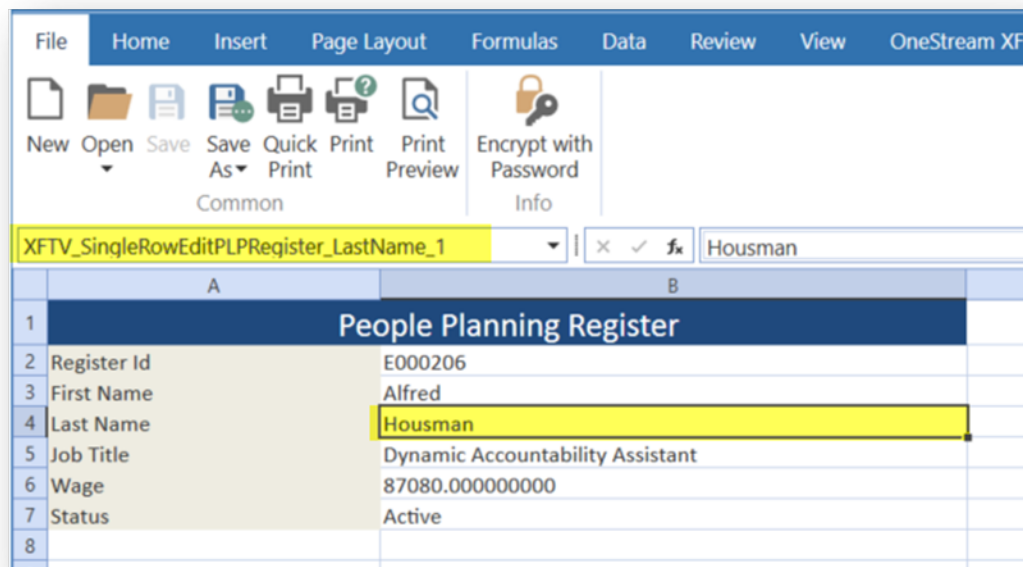 File Home Insert Page Layout Formulas Data Review View OneStream XF
New Open Save Save As Quick Print Print Print Preview Encrypt with Password
Common Info
XFTV_SingleRowEditPLPRegister_LastName_1 fx Housman
A B
1 People Planning Register
2 Register Id E000206
3 First Name Alfred
4 Last Name Housman
5 Job Title Dynamic Accountability Assistant
6 Wage 87080.000000000
7 Status Active
8